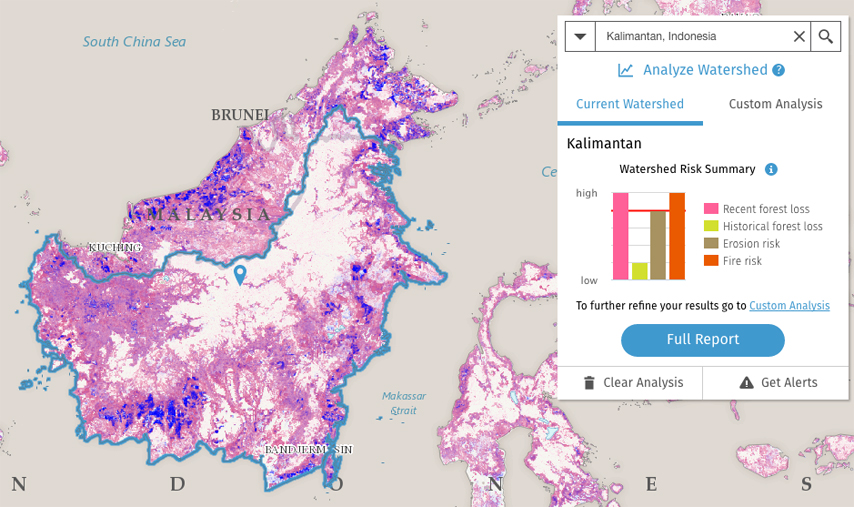 South China Sea
BRUNEI
MALAYSIA
KUCHING
BANDJERMASIN
Makassar
Strait
Ce
N D O N E S
Kalimantan, Indonesia
Analyze Watershed ?
Current Watershed
Custom Analysis
Kalimantan
Watershed Risk Summary i
high
low
Recent forest loss
Historical forest loss
Erosion risk
Fire risk
To further refine your results go to Custom Analysis
Full Report
Clear Analysis
Get Alerts